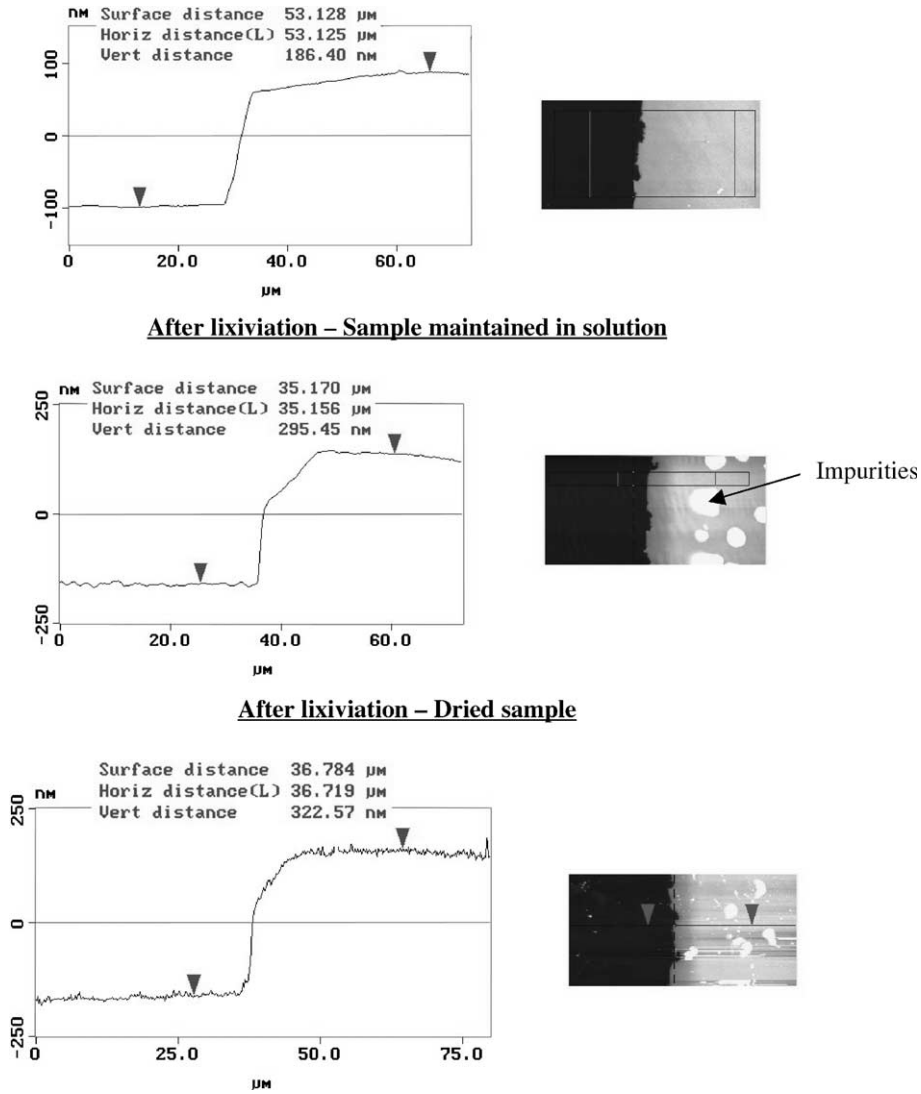 nm Surface distance 53.128 µm
Horiz distance(L) 53.125 µm
Vert distance 186.40 nm
100
0
-100
0 20.0 40.0 60.0
µm
After lixiviation – Sample maintained in solution
nm Surface distance 35.170 µm
250
Horiz distance(L) 35.156 µm
Vert distance 295.45 nm
Impurities
0
-250
0 20.0 40.0 60.0
µm
After lixiviation – Dried sample
Surface distance 36.784 µm
nm Horiz distance(L) 36.719 µm
250
Vert distance 322.57 nm
0
-250
0 25.0 50.0 75.0
µm